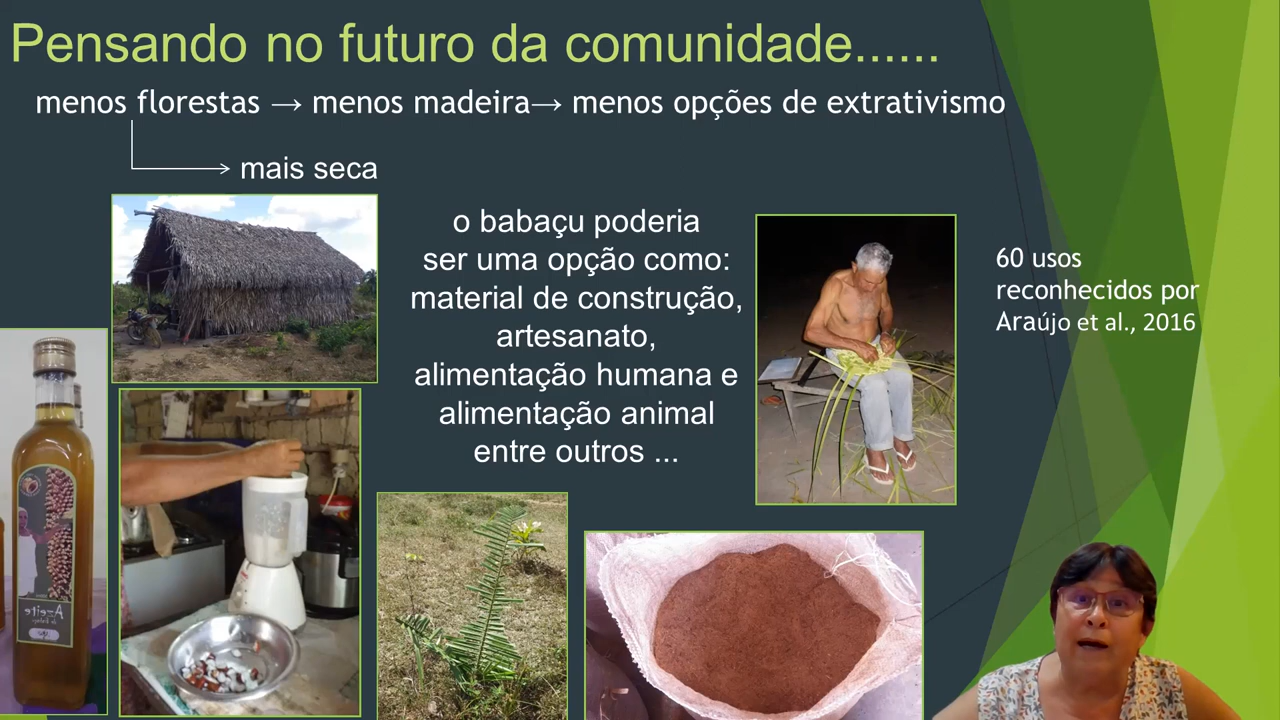 Pensando no futuro da comunidade......
menos florestas → menos madeira→ menos opções de extrativismo
mais seca
o babaçu poderia
ser uma opção como:
material de construção,
artesanato,
alimentação humana e
alimentação animal
entre outros ...
60 usos
reconhecidos por
Araújo et al., 2016
Azeite